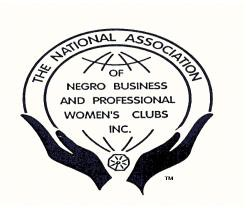 THE NATIONAL ASSOCIATION
OF
NEGRO BUSINESS
AND PROFESSIONAL
WOMEN'S CLUBS
INC.
TM